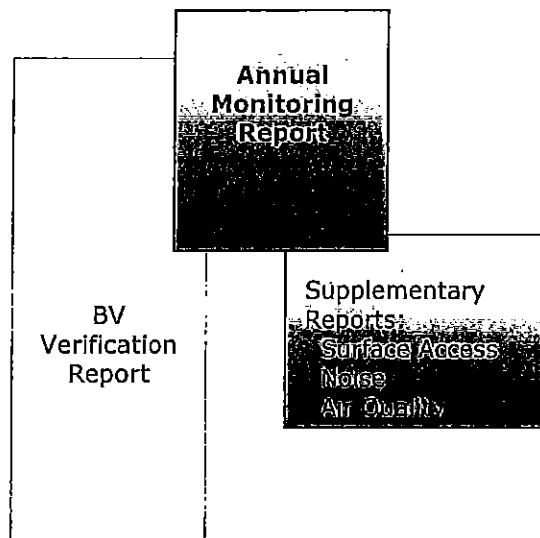 Annual
Monitoring
Report
BV
Verification
Report
Supplementary
Reports:
Surface Access
Noise
Air Quality